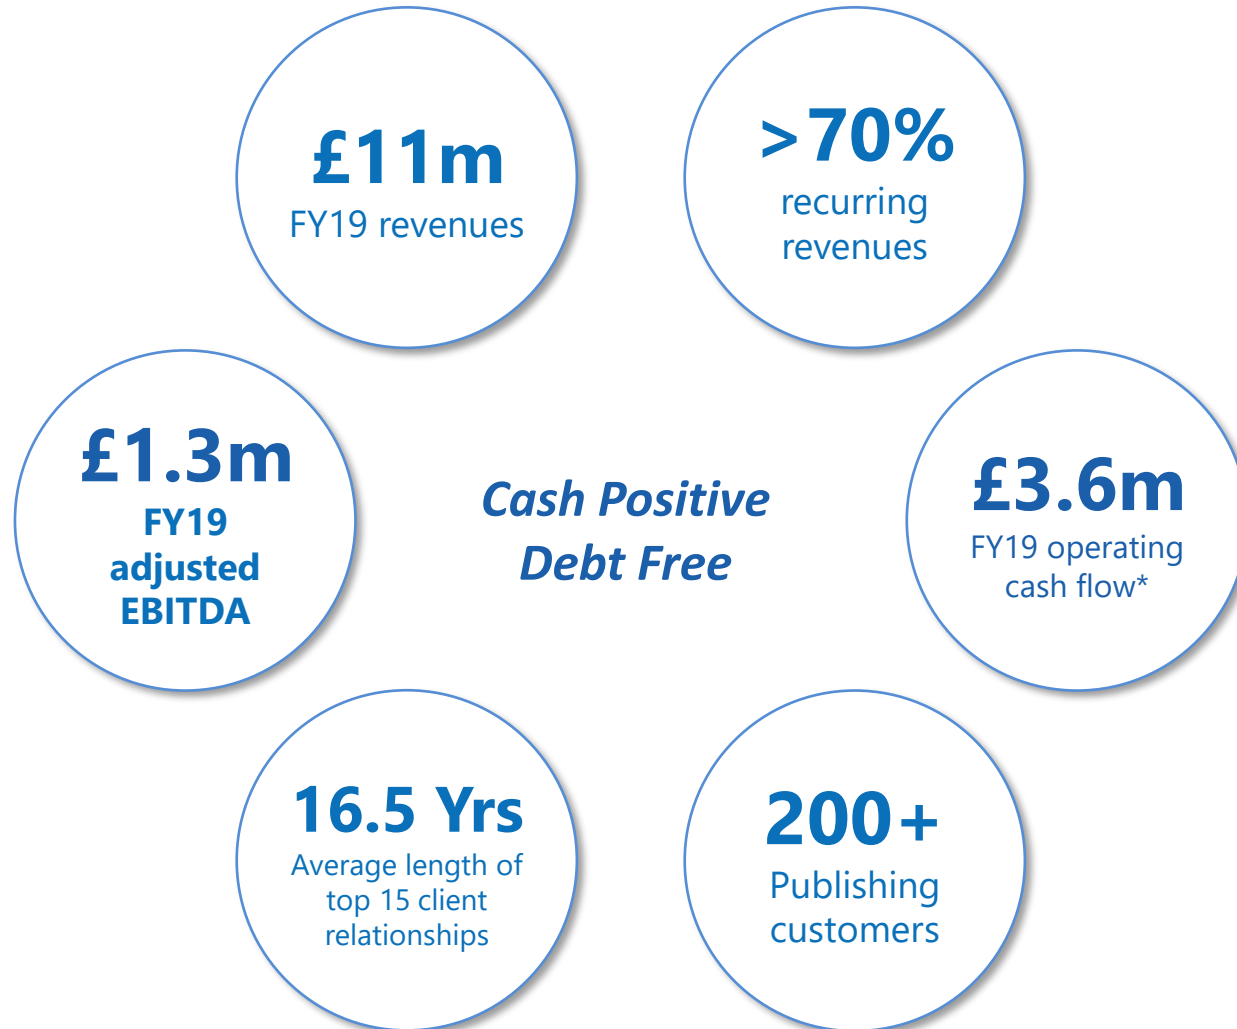 £11m
FY19 revenues
>70%
recurring
revenues
£1.3m
FY19
adjusted
EBITDA
Cash Positive
Debt Free
£3.6m
FY19 operating
cash flow*
16.5 Yrs
Average length of
top 15 client
relationships
200+
Publishing
customers